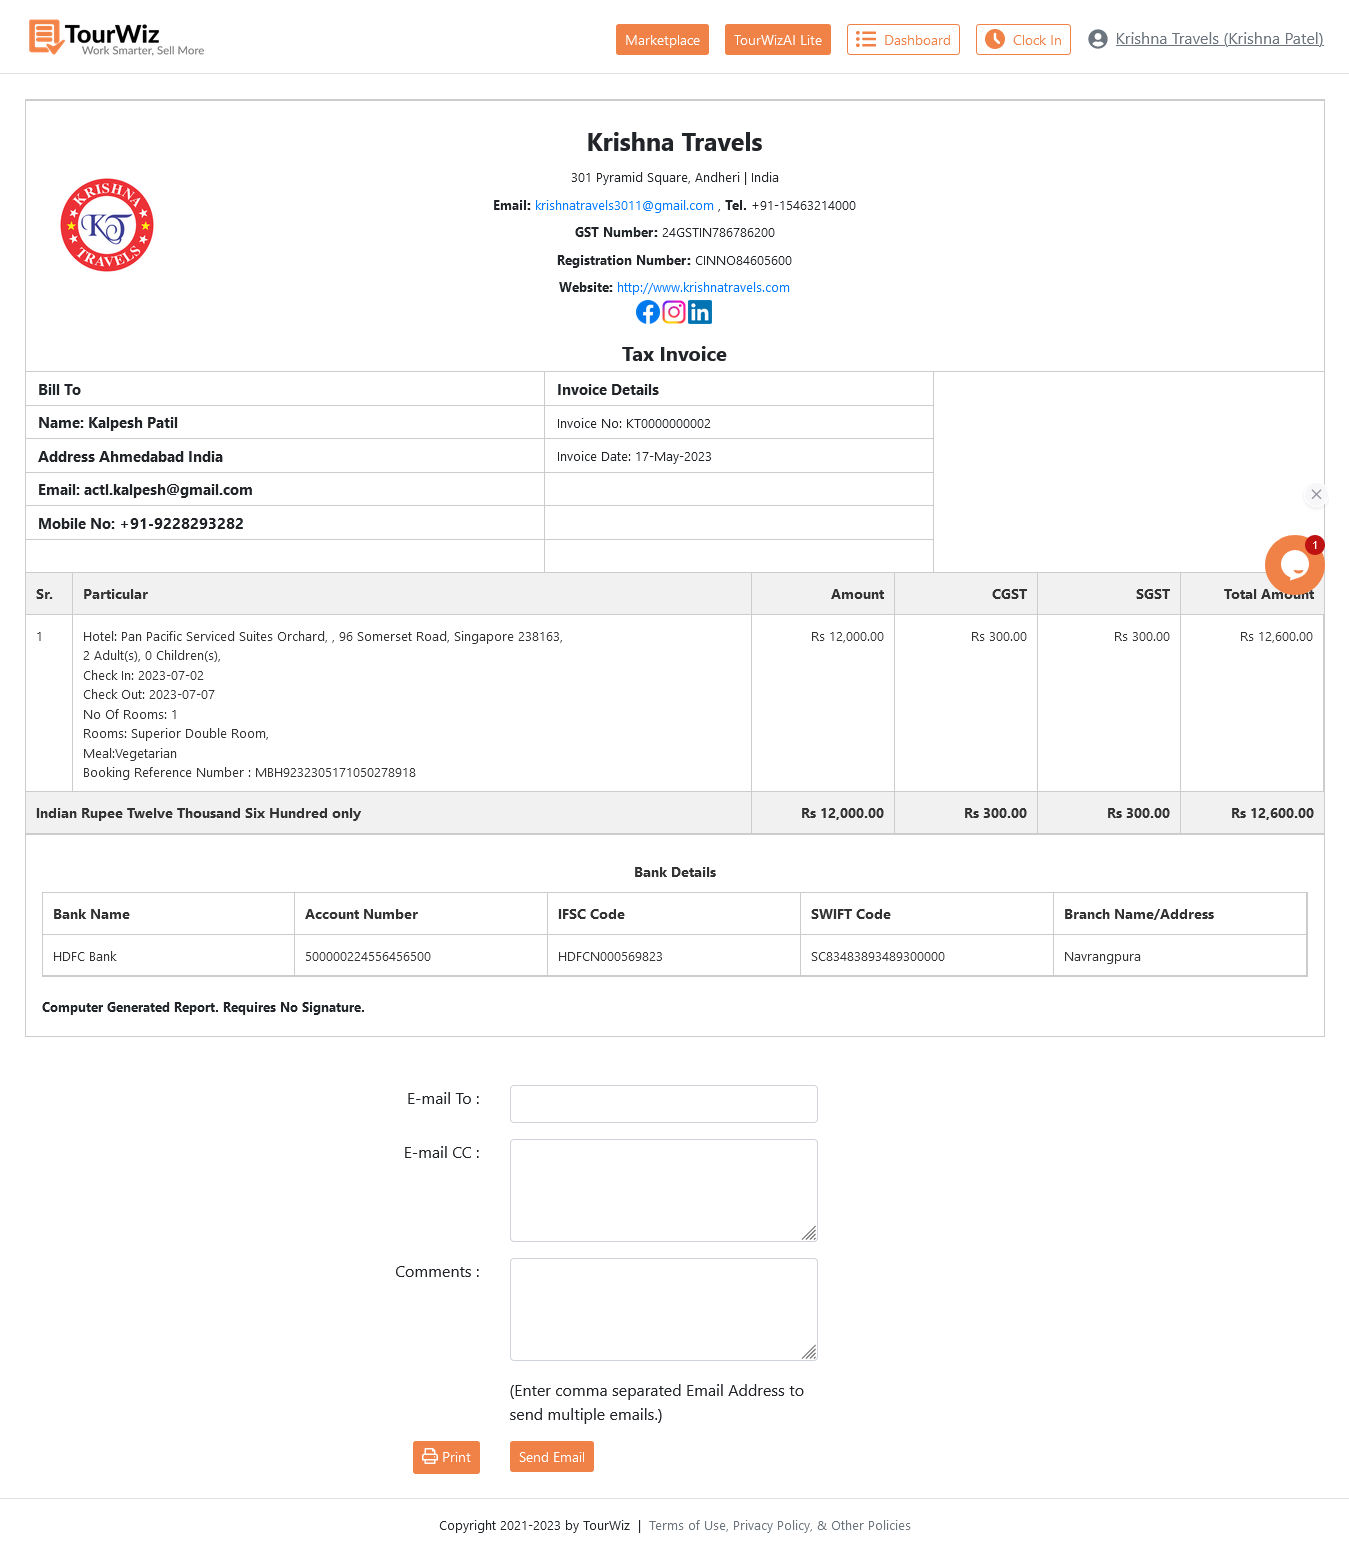 TourWiz
Work Smarter, Sell More
Marketplace
TourWizAI Lite
Dashboard
Clock In
Krishna Travels (Krishna Patel)
KRISHNA
KT
TRAVELS
Krishna Travels
301 Pyramid Square, Andheri | India
Email: krishnatravels3011@gmail.com , Tel. +91-15463214000
GST Number: 24GSTIN786786200
Registration Number: CINNO84605600
Website: http://www.krishnatravels.com
Tax Invoice
Bill To
Invoice Details
Name: Kalpesh Patil
Invoice No: KT0000000002
Address Ahmedabad India
Invoice Date: 17-May-2023
Email: actl.kalpesh@gmail.com
Mobile No: +91-9228293282
1
Sr. Particular Amount CGST SGST Total Amount
1 Hotel: Pan Pacific Serviced Suites Orchard, , 96 Somerset Road, Singapore 238163, Rs 12,000.00 Rs 300.00 Rs 300.00 Rs 12,600.00
2 Adult(s), 0 Children(s),
Check In: 2023-07-02
Check Out: 2023-07-07
No Of Rooms: 1
Rooms: Superior Double Room,
Meal:Vegetarian
Booking Reference Number : MBH9232305171050278918
Indian Rupee Twelve Thousand Six Hundred only Rs 12,000.00 Rs 300.00 Rs 300.00 Rs 12,600.00
Bank Details
Bank Name Account Number IFSC Code SWIFT Code Branch Name/Address
HDFC Bank 500000224556456500 HDFCN000569823 SC83483893489300000 Navrangpura
Computer Generated Report. Requires No Signature.
E-mail To :
E-mail CC :
Comments :
(Enter comma separated Email Address to
send multiple emails.)
Print
Send Email
Copyright 2021-2023 by TourWiz | Terms of Use, Privacy Policy, & Other Policies